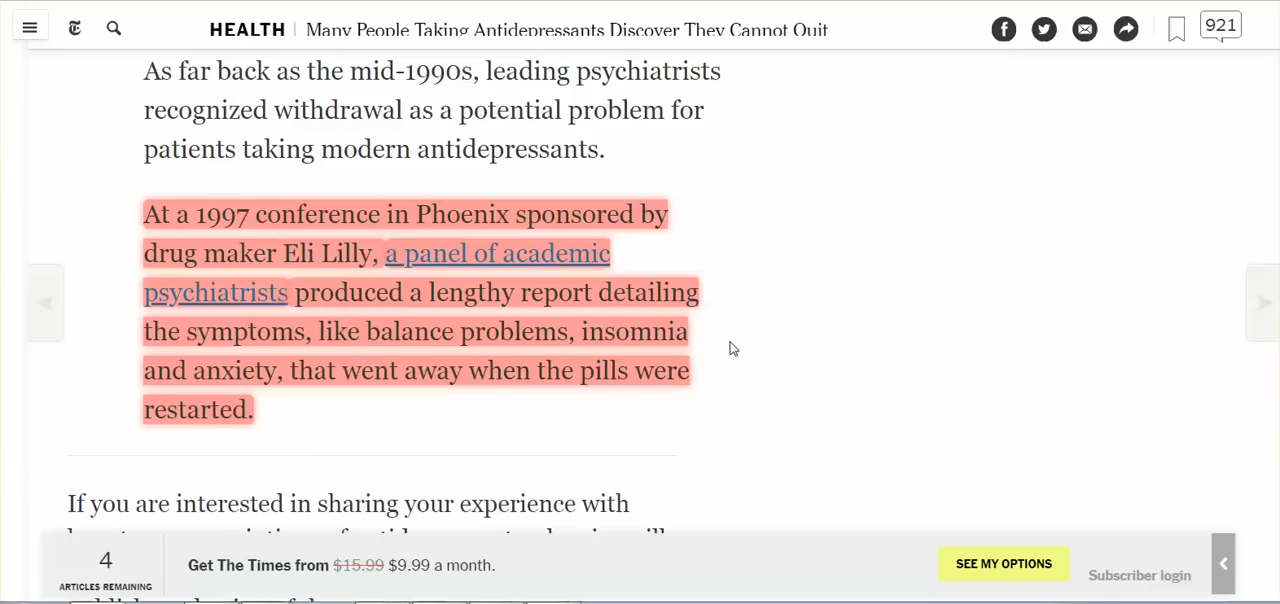 HEALTH | Many People Taking Antidepressants Discover They Cannot Quit
921
As far back as the mid-1990s, leading psychiatrists
recognized withdrawal as a potential problem for
patients taking modern antidepressants.
At a 1997 conference in Phoenix sponsored by
drug maker Eli Lilly, a panel of academic
psychiatrists produced a lengthy report detailing
the symptoms, like balance problems, insomnia
and anxiety, that went away when the pills were
restarted.
If you are interested in sharing your experience with
4
ARTICLES REMAINING
Get The Times from $15.99 $9.99 a month.
SEE MY OPTIONS
Subscriber login